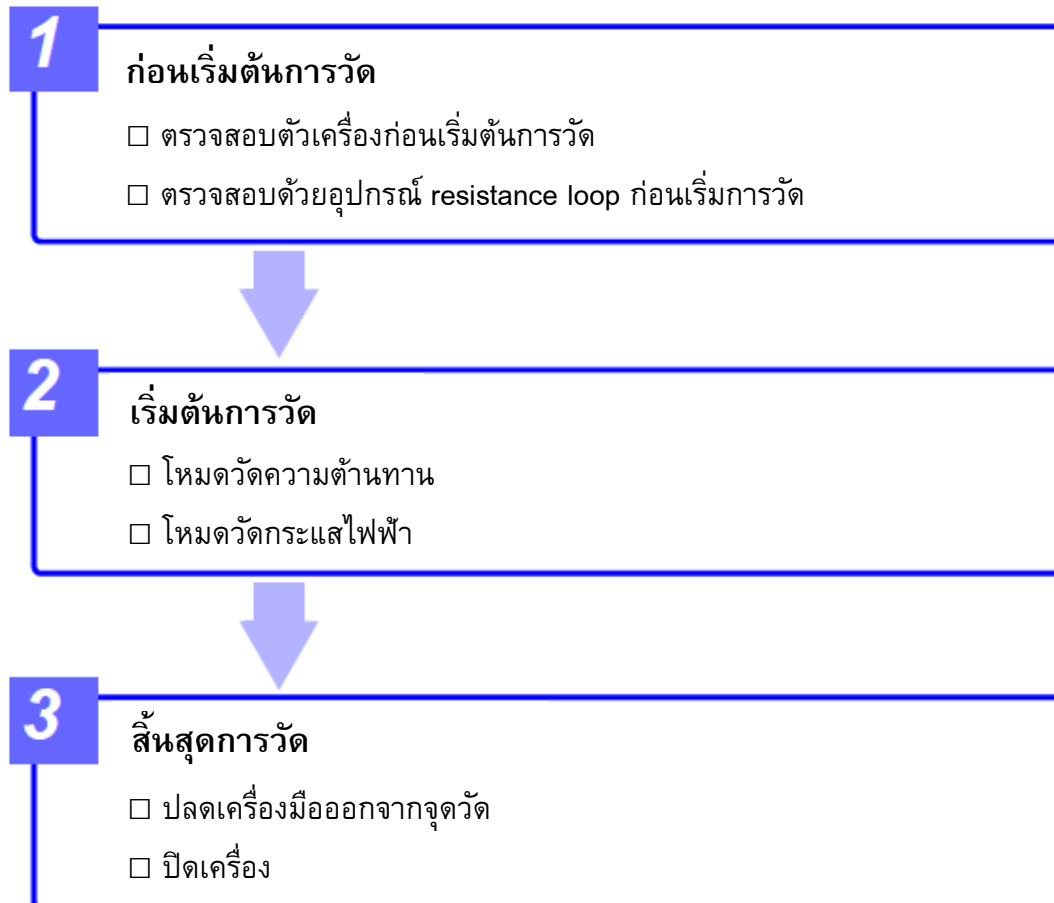 1
ก่อนเริ่มต้นการวัด
□ ตรวจสอบตัวเครื่องก่อนเริ่มต้นการวัด
□ ตรวจสอบด้วยอุปกรณ์ resistance loop ก่อนเริ่มการวัด
2
เริ่มต้นการวัด
□ โหมดวัดความต้านทาน
□ โหมดวัดกระแสไฟฟ้า
3
สิ้นสุดการวัด
□ ปลดเครื่องมือออกจากจุดวัด
□ ปิดเครื่อง